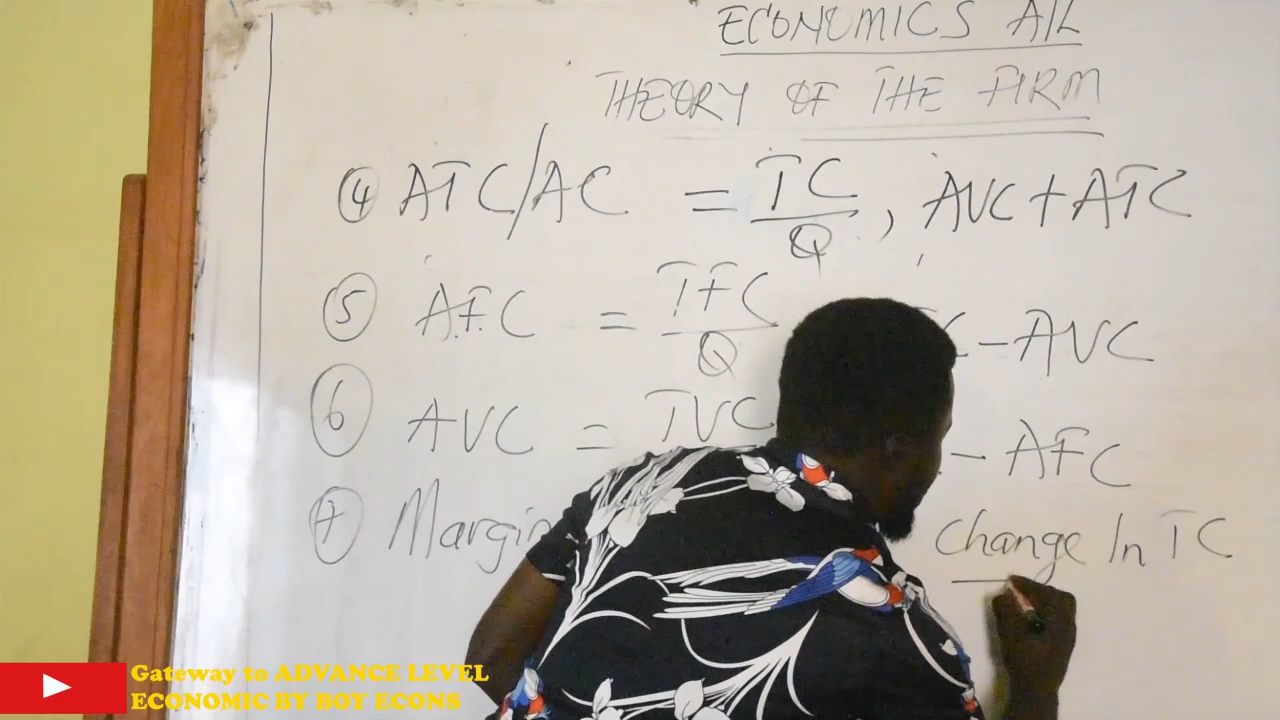 ECONOMICS A/L
THEORY OF THE FIRM
④ ATC/AC = TC/Q, AVC+ATC
⑤ AFC = TFC/Q C - AVC
⑥ AVC = TVC - AFC
⑦ Margin Change In TC
Gateway to ADVANCE LEVEL
ECONOMIC BY BOY ECONS